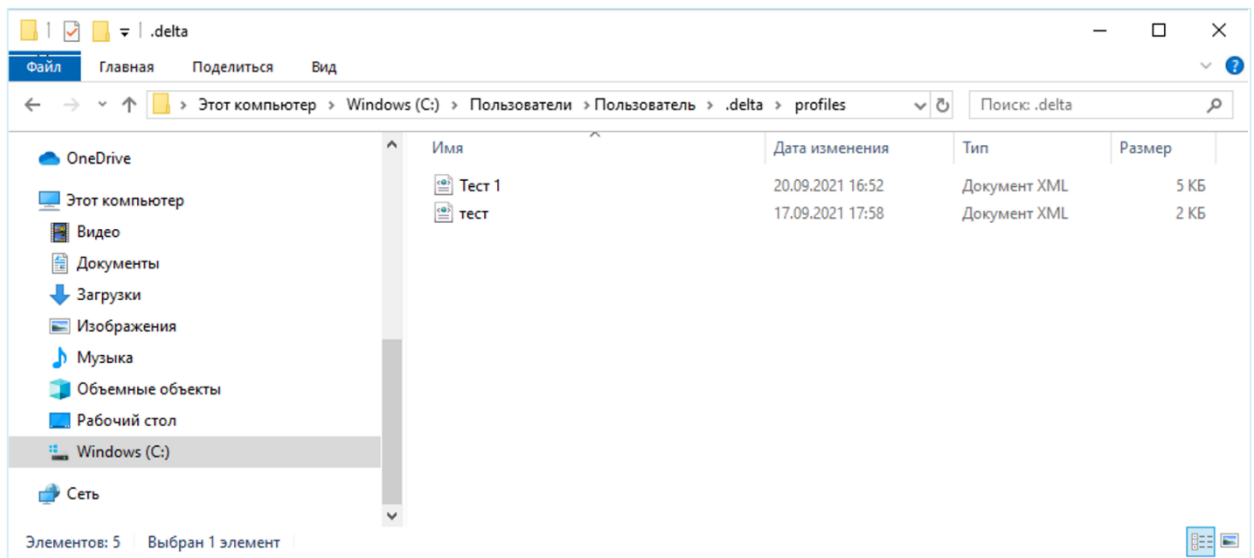 .delta
Файл Главная Поделиться Вид
Этот компьютер > Windows (C:) > Пользователи > Пользователь > .delta > profiles Поиск: .delta
Имя Дата изменения Тип Размер
OneDrive
Этот компьютер
Видео
Документы
Загрузки
Изображения
Музыка
Объемные объекты
Рабочий стол
Windows (C:)
Сеть
Тест 1 20.09.2021 16:52 Документ XML 5 КБ
тест 17.09.2021 17:58 Документ XML 2 КБ
Элементов: 5 Выбран 1 элемент